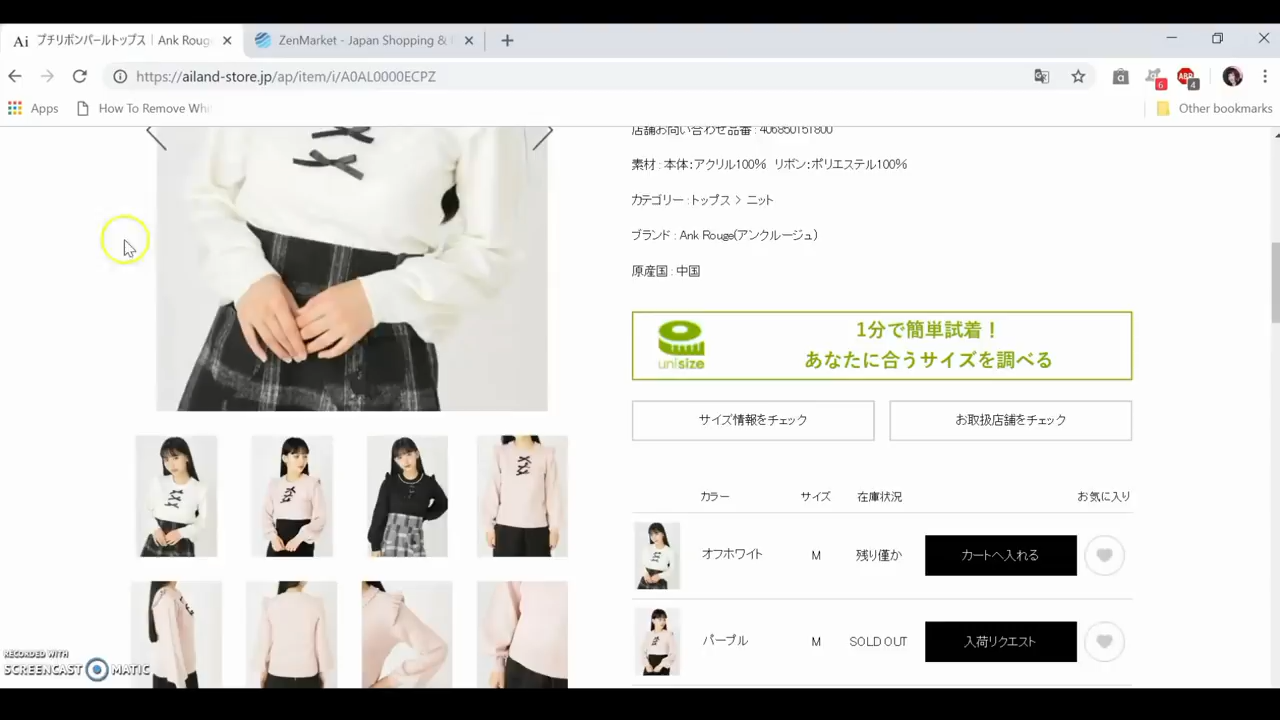 Ai プチリボンパールトップス | Ank Roug
ZenMarket - Japan Shopping &
https://ailand-store.jp/ap/item/i/A0AL0000ECPZ
6
ABP
4
Apps
How To Remove Whi
Other bookmarks
店舗お問い合わせ品番 : 406850151800
素材 : 本体:アクリル100% リボン:ポリエステル100%
カテゴリー : トップス > ニット
ブランド : Ank Rouge(アンクルージュ)
原産国 : 中国
unisize
1分で簡単試着！
あなたに合うサイズを調べる
サイズ情報をチェック
お取扱店舗をチェック
カラー サイズ 在庫状況 お気に入り
オフホワイト M 残り僅か カートへ入れる
パープル M SOLD OUT 入荷リクエスト
RECORDED WITH
SCREENCAST MATIC